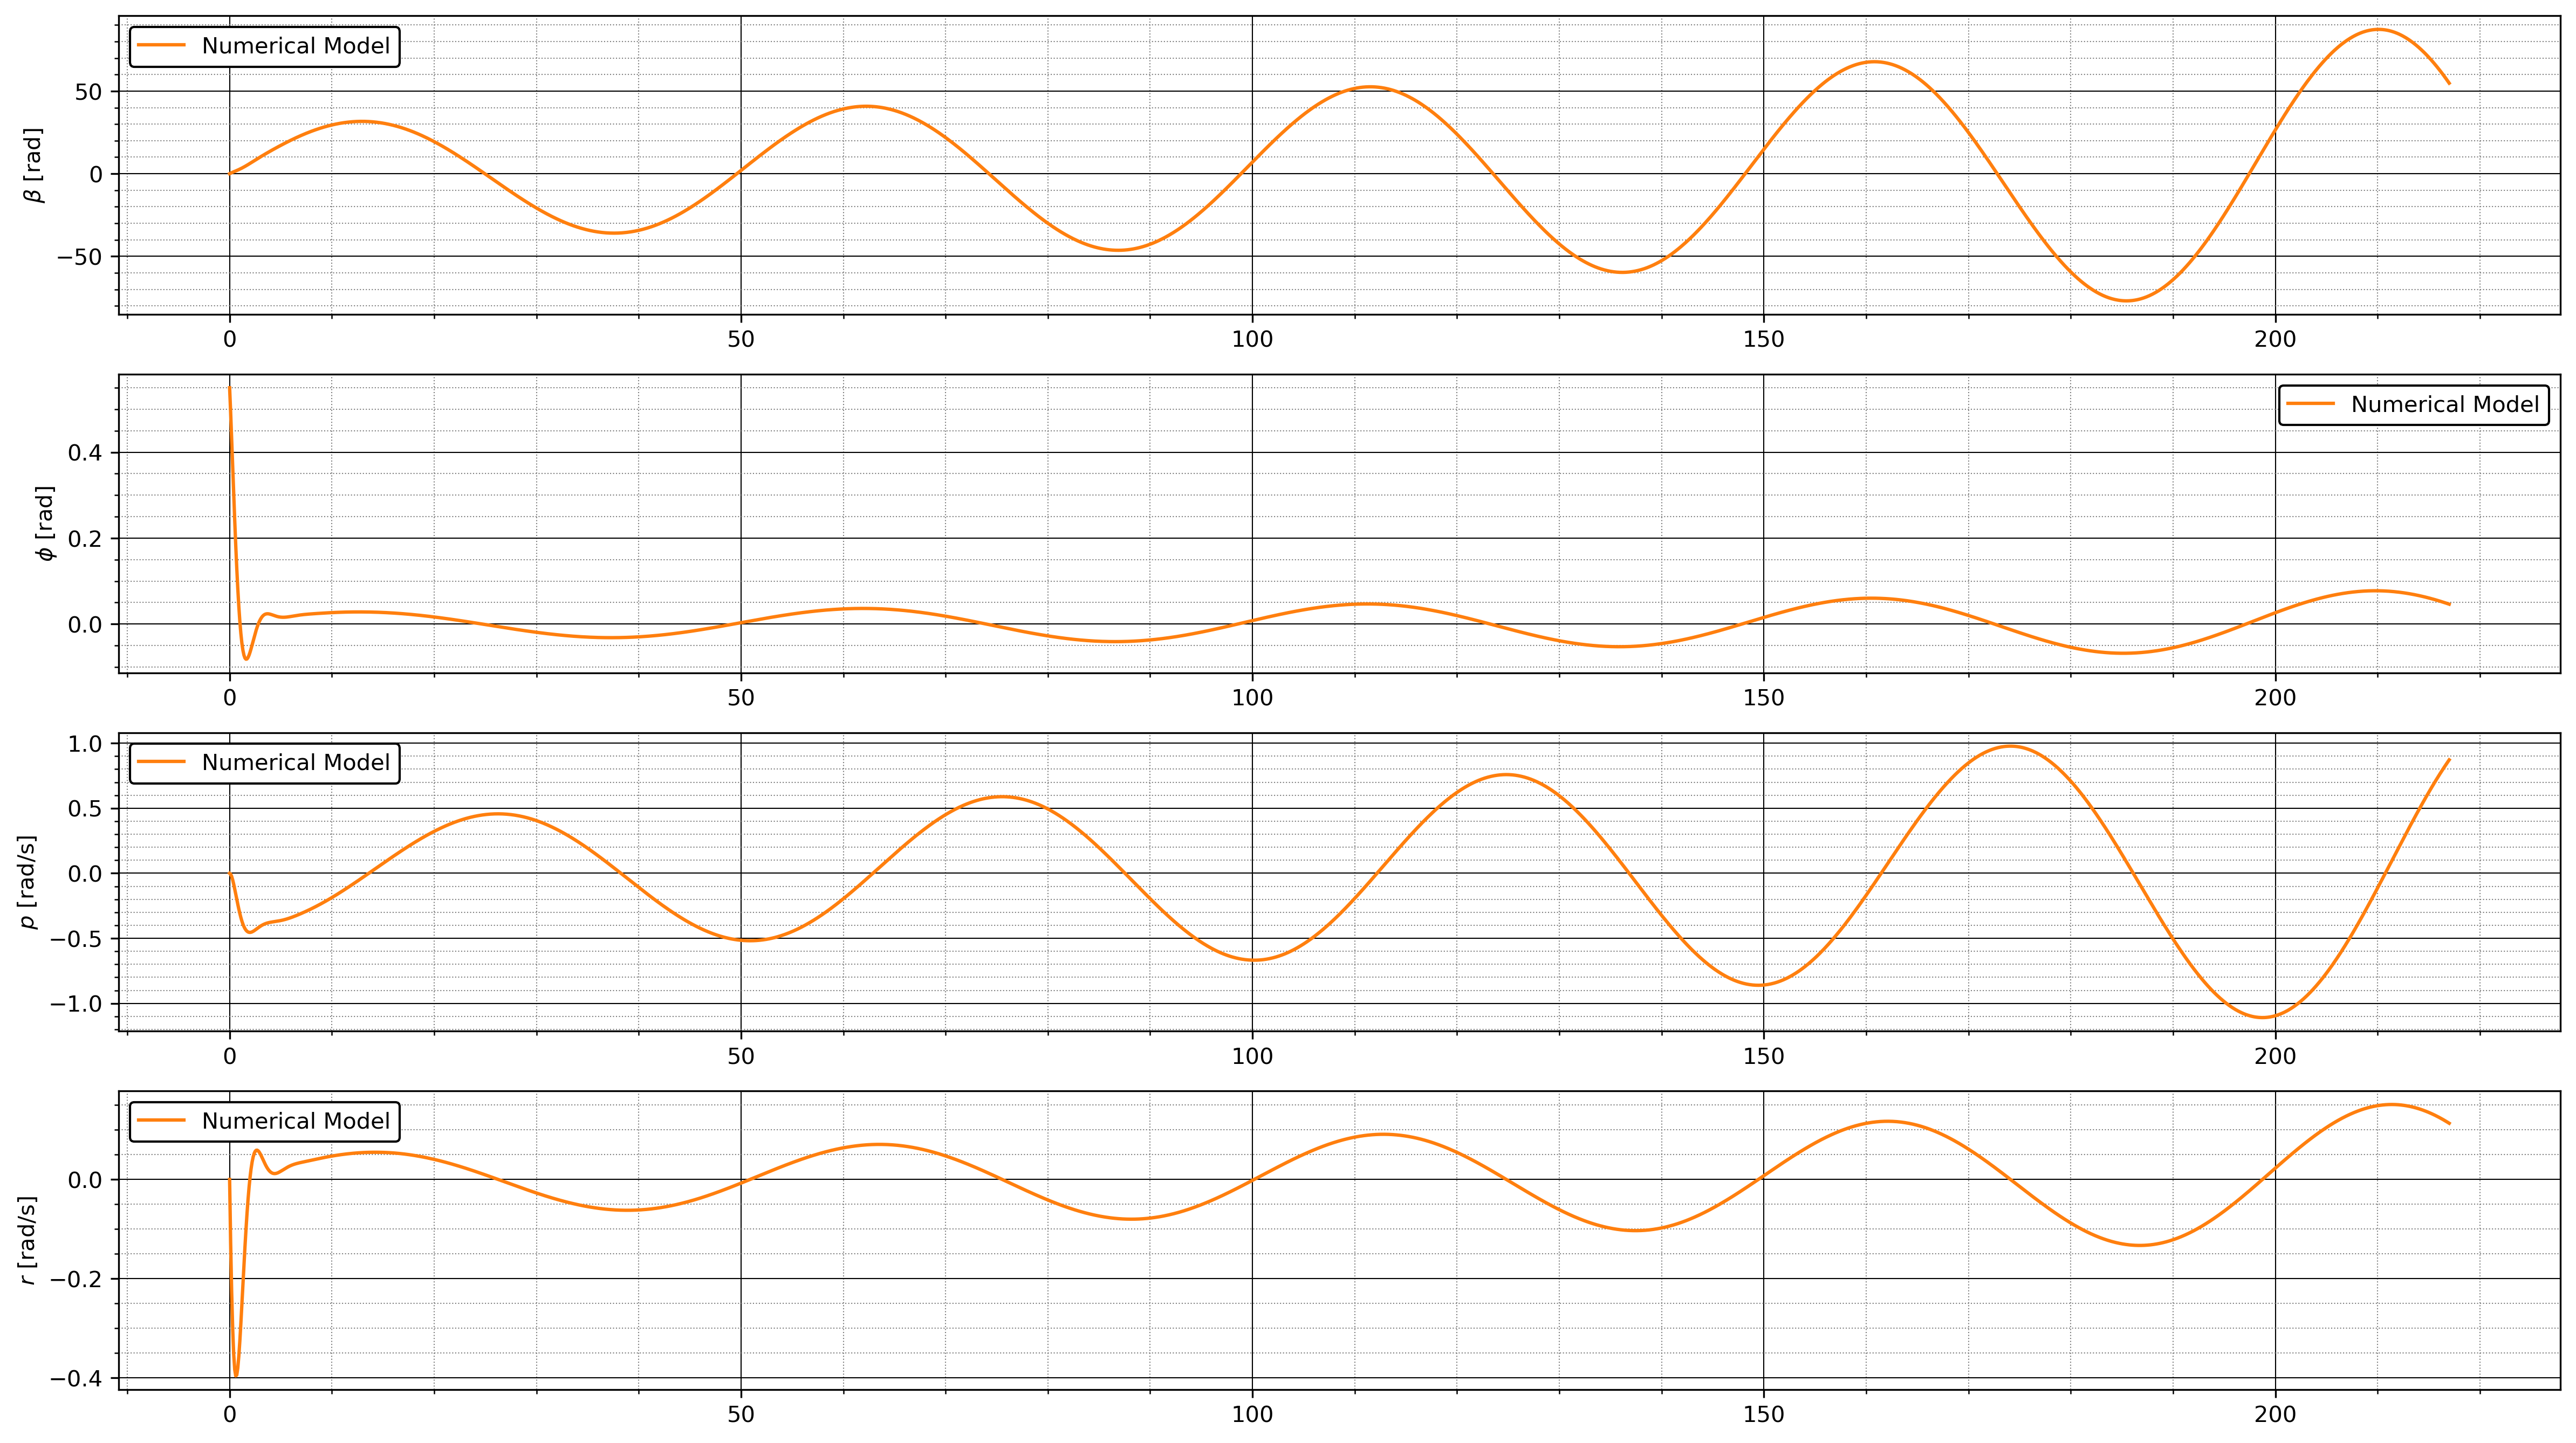 Numerical Model
50
0
−50
β [rad]
0 50 100 150 200
Numerical Model
0.4
0.2
0.0
ϕ [rad]
0 50 100 150 200
Numerical Model
1.0
0.5
0.0
−0.5
−1.0
p [rad/s]
0 50 100 150 200
Numerical Model
0.0
−0.2
−0.4
r [rad/s]
0 50 100 150 200